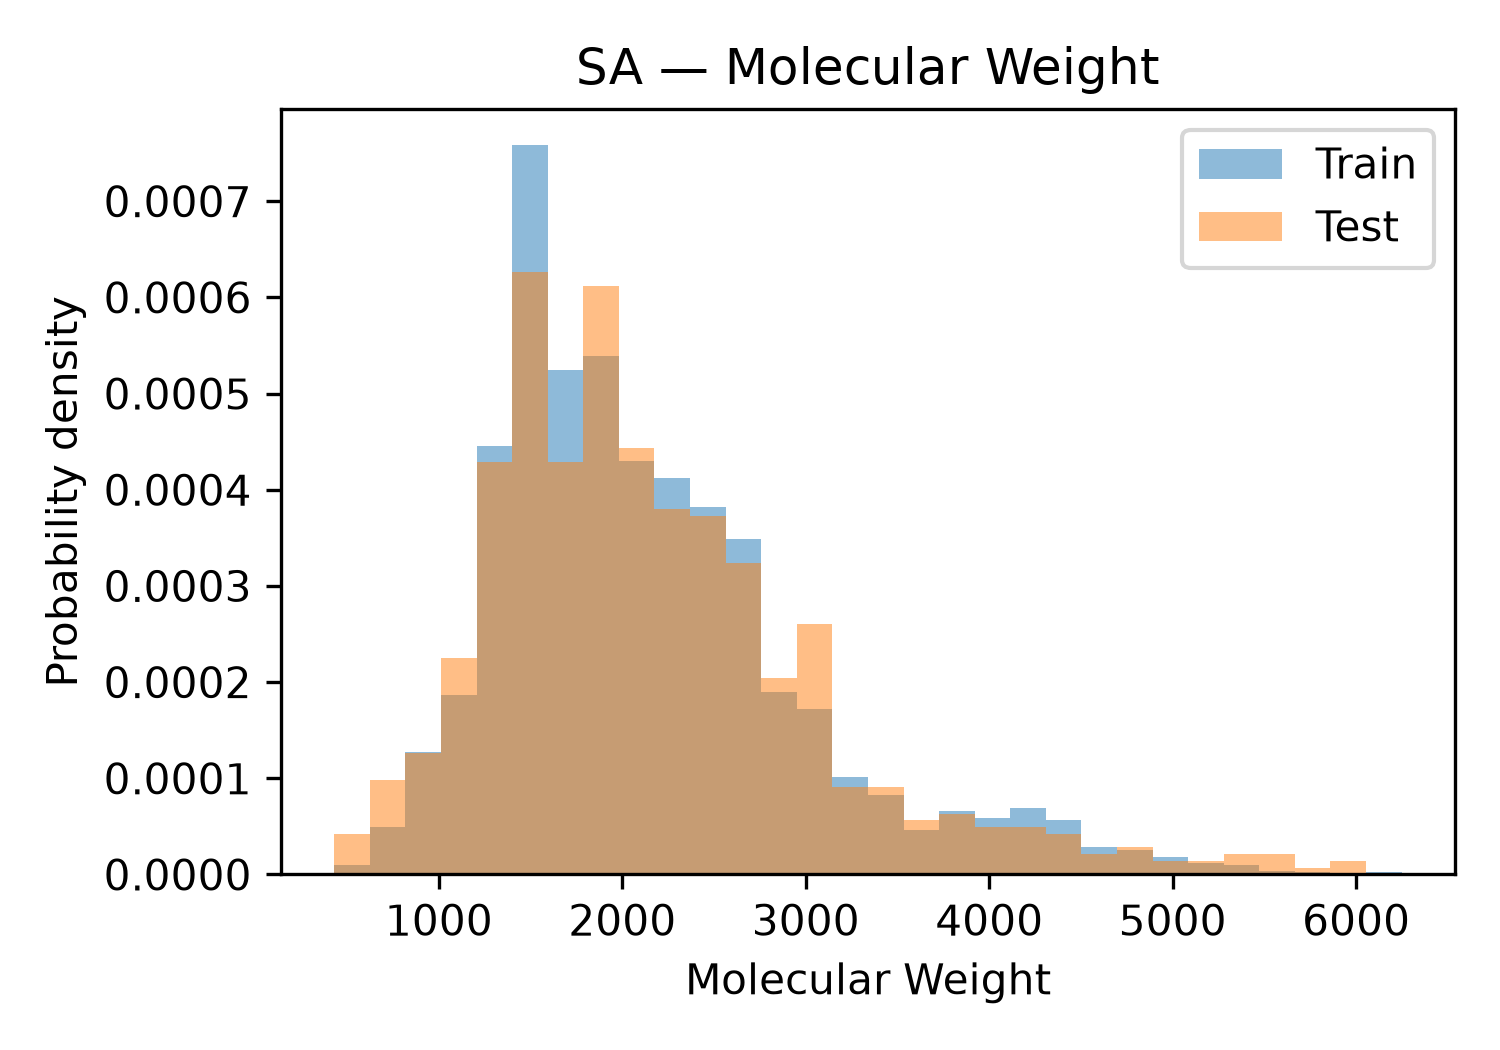 SA — Molecular Weight
Train
Test
Probability density
0.0007
0.0006
0.0005
0.0004
0.0003
0.0002
0.0001
0.0000
1000 2000 3000 4000 5000 6000
Molecular Weight